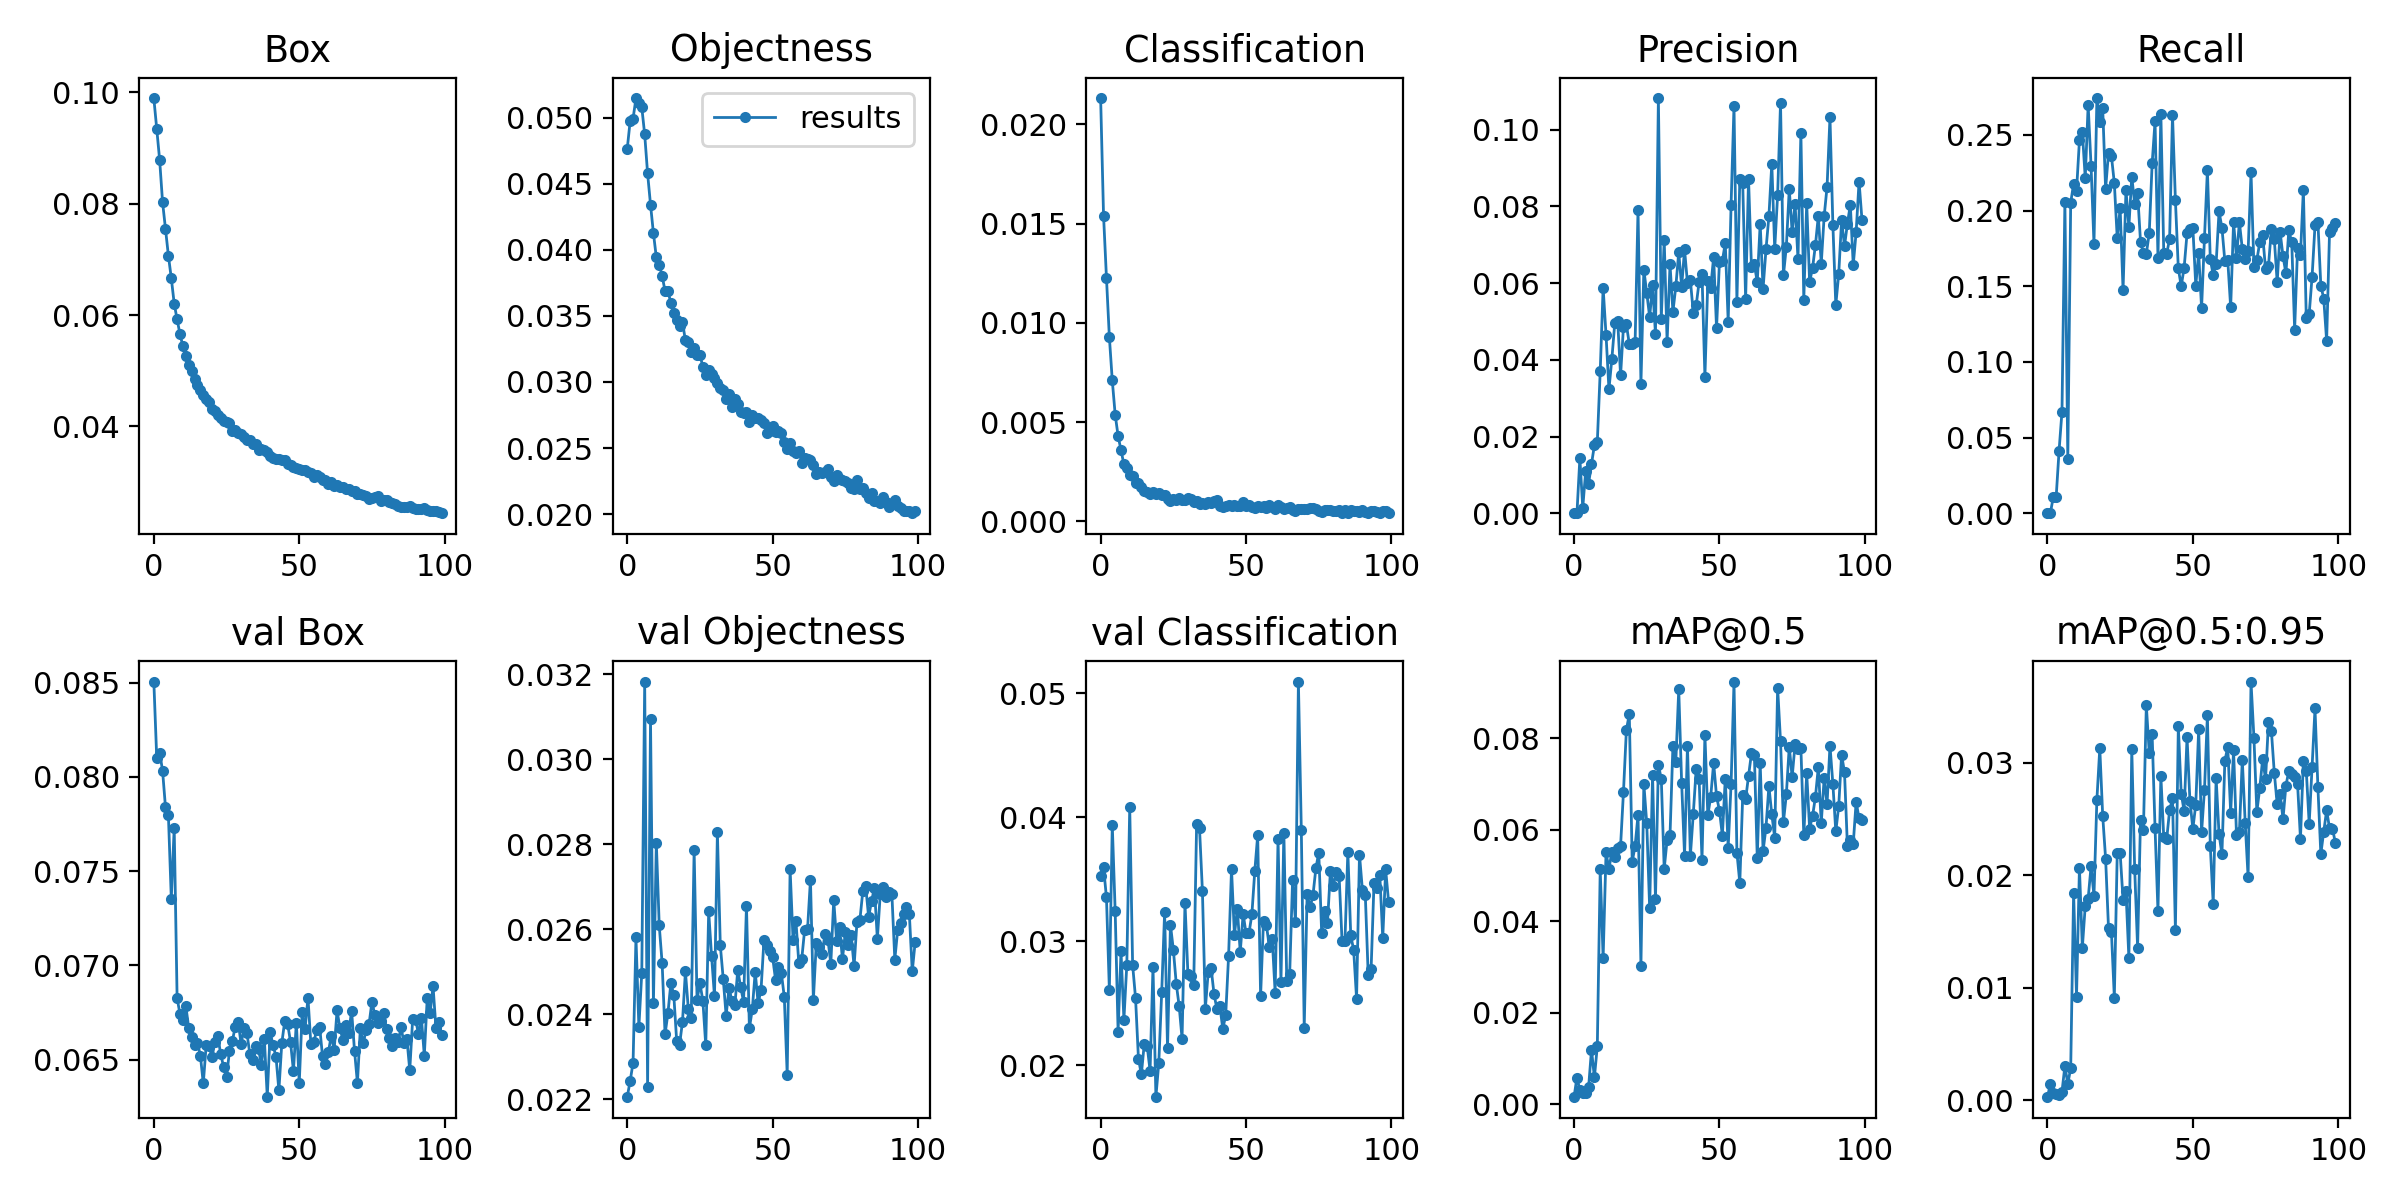 Box
Objectness
Classification
Precision
Recall
0.10
0.08
0.06
0.04
0 50 100
results
0.050
0.045
0.040
0.035
0.030
0.025
0.020
0 50 100
0.020
0.015
0.010
0.005
0.000
0 50 100
0.10
0.08
0.06
0.04
0.02
0.00
0 50 100
0.25
0.20
0.15
0.10
0.05
0.00
0 50 100
val Box
val Objectness
val Classification
mAP@0.5
mAP@0.5:0.95
0.085
0.080
0.075
0.070
0.065
0 50 100
0.032
0.030
0.028
0.026
0.024
0.022
0 50 100
0.05
0.04
0.03
0.02
0 50 100
0.08
0.06
0.04
0.02
0.00
0 50 100
0.03
0.02
0.01
0.00
0 50 100